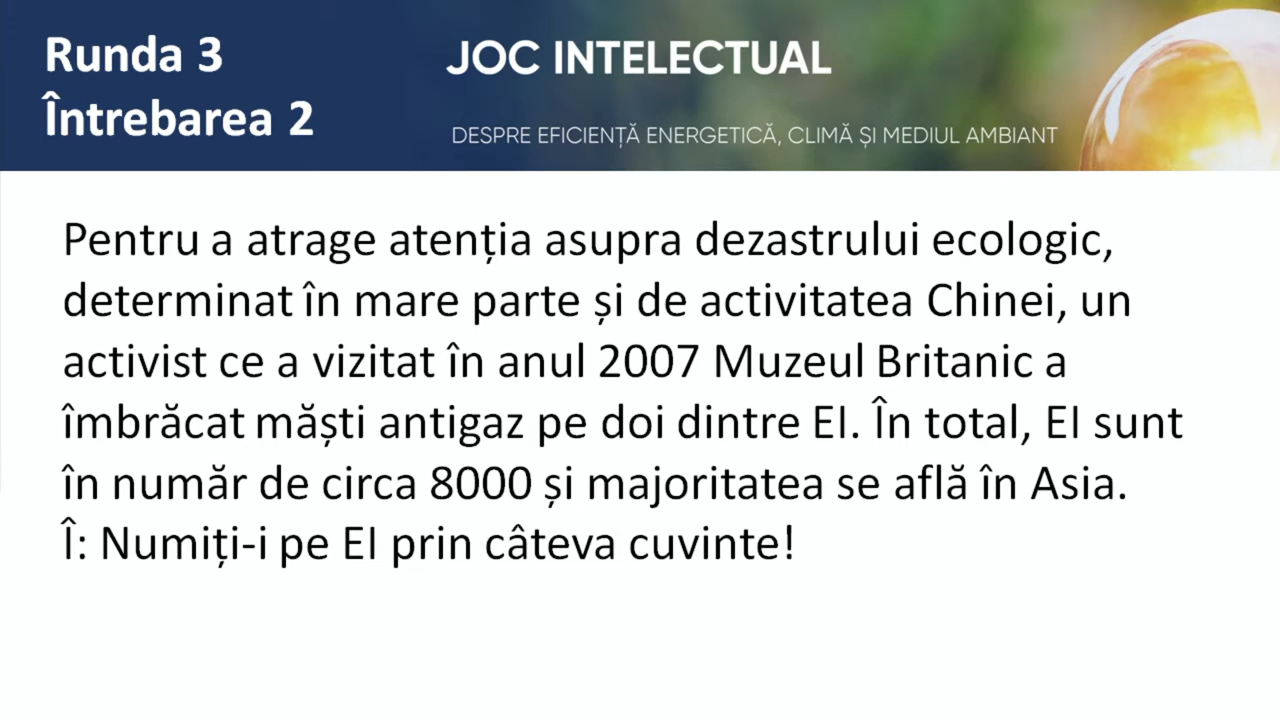 Runda 3
Întrebarea 2
JOC INTELECTUAL
DESPRE EFICIENȚĂ ENERGETICĂ, CLIMĂ ȘI MEDIUL AMBIANT
Pentru a atrage atenția asupra dezastrului ecologic,
determinat în mare parte și de activitatea Chinei, un
activist ce a vizitat în anul 2007 Muzeul Britanic a
îmbrăcat măști antigaz pe doi dintre EI. În total, EI sunt
în număr de circa 8000 și majoritatea se află în Asia.
Î: Numiți-i pe EI prin câteva cuvinte!